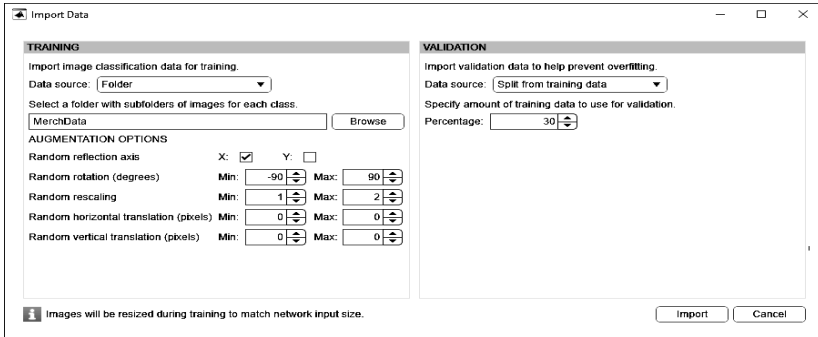 Import Data
TRAINING
Import image classification data for training.
Data source: Folder
Select a folder with subfolders of images for each class.
MerchData Browse
AUGMENTATION OPTIONS
Random reflection axis X: Y:
Random rotation (degrees) Min: -90 Max: 90
Random rescaling Min: 1 Max: 2
Random horizontal translation (pixels) Min: 0 Max: 0
Random vertical translation (pixels) Min: 0 Max: 0
VALIDATION
Import validation data to help prevent overfitting.
Data source: Split from training data
Specify amount of training data to use for validation.
Percentage: 30
Images will be resized during training to match network input size.
Import Cancel